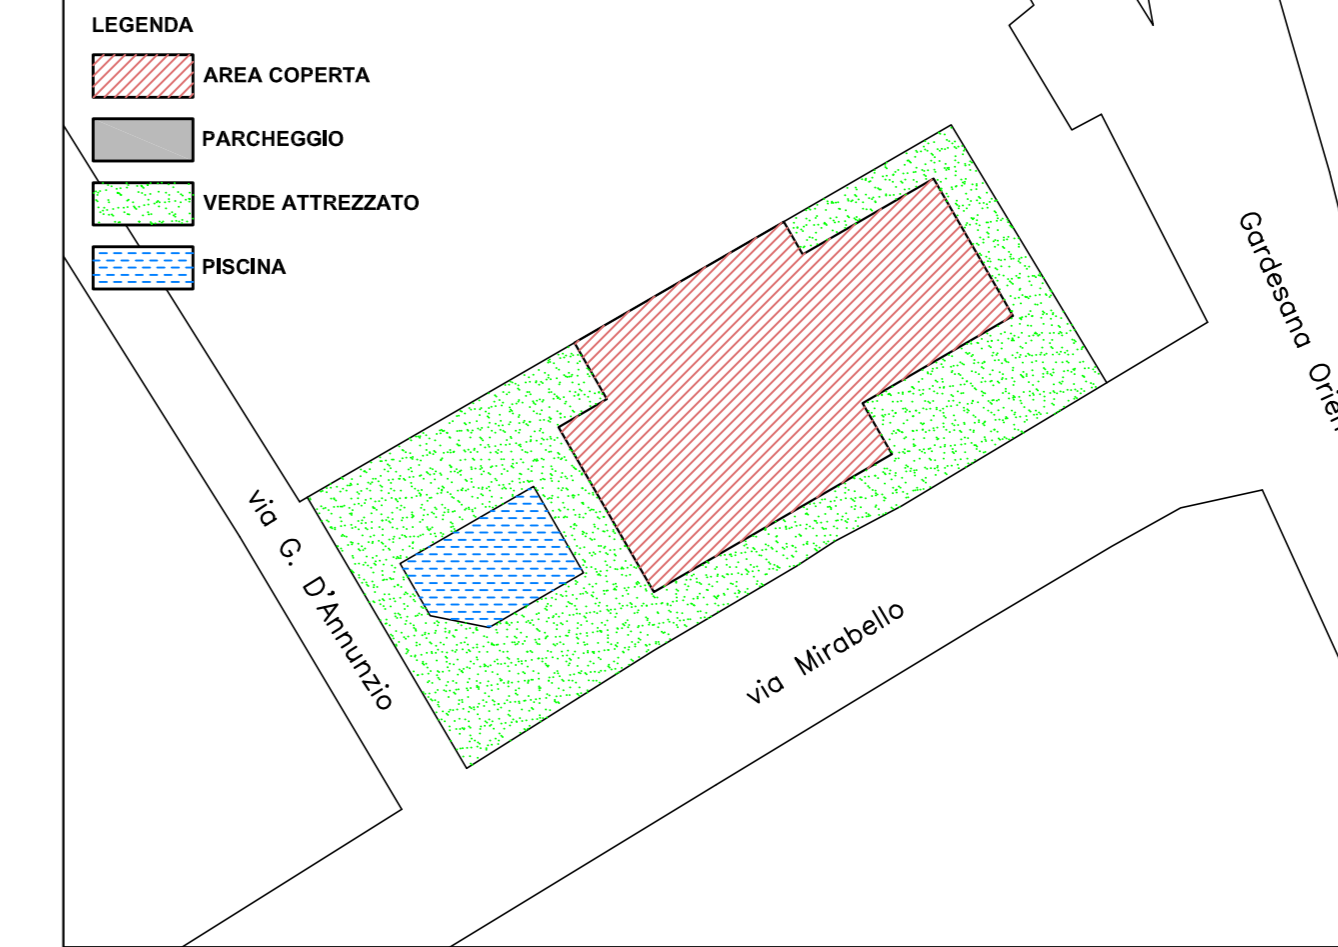 LEGENDA
AREA COPERTA
PARCHEGGIO
VERDE ATTREZZATO
PISCINA
via G. D'Annunzio
via Mirabello
Gardesana